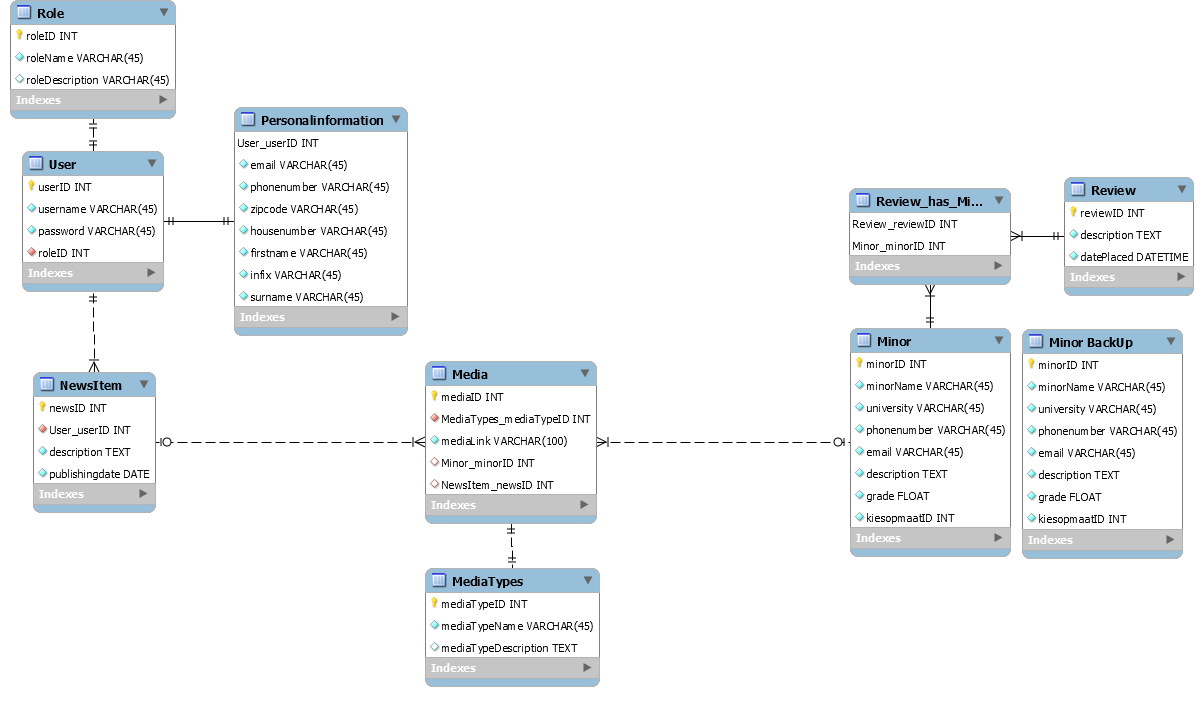 Role
roleID INT
roleName VARCHAR(45)
roleDescription VARCHAR(45)
Indexes
User
userID INT
username VARCHAR(45)
password VARCHAR(45)
roleID INT
Indexes
Personalinformation
User_userID INT
email VARCHAR(45)
phonenumber VARCHAR(45)
zipcode VARCHAR(45)
housenumber VARCHAR(45)
firstname VARCHAR(45)
infix VARCHAR(45)
surname VARCHAR(45)
Indexes
NewsItem
newsID INT
User_userID INT
description TEXT
publishingdate DATE
Indexes
Media
mediaID INT
MediaTypes_mediaTypeID INT
mediaLink VARCHAR(100)
Minor_minorID INT
NewsItem_newsID INT
Indexes
MediaTypes
mediaTypeID INT
mediaTypeName VARCHAR(45)
mediaTypeDescription TEXT
Indexes
Review_has_Mi...
Review_reviewID INT
Minor_minorID INT
Indexes
Review
reviewID INT
description TEXT
datePlaced DATETIME
Indexes
Minor
minorID INT
minorName VARCHAR(45)
university VARCHAR(45)
phonenumber VARCHAR(45)
email VARCHAR(45)
description TEXT
grade FLOAT
kiesopmaatID INT
Indexes
Minor BackUp
minorID INT
minorName VARCHAR(45)
university VARCHAR(45)
phonenumber VARCHAR(45)
email VARCHAR(45)
description TEXT
grade FLOAT
kiesopmaatID INT
Indexes